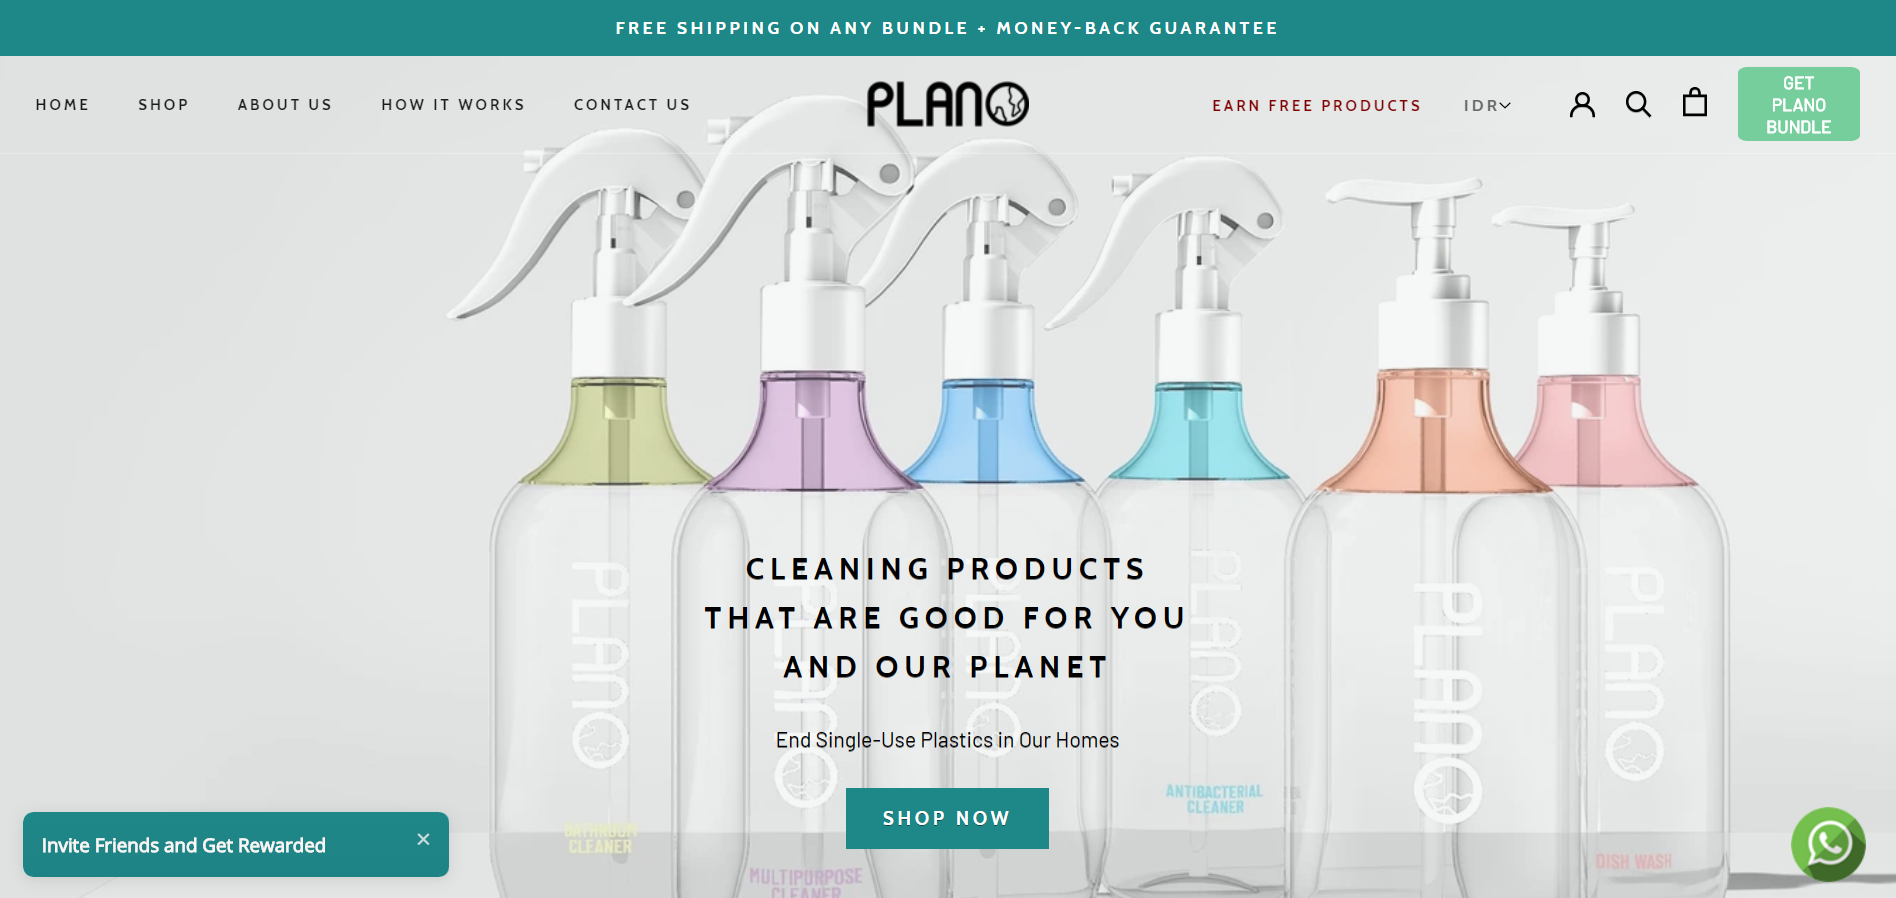 FREE SHIPPING ON ANY BUNDLE + MONEY-BACK GUARANTEE
HOME
SHOP
ABOUT US
HOW IT WORKS
CONTACT US
PLANO
EARN FREE PRODUCTS
IDR
GET
PLANO
BUNDLE
CLEANING PRODUCTS
THAT ARE GOOD FOR YOU
AND OUR PLANET
End Single-Use Plastics in Our Homes
SHOP NOW
PLANO
BATHROOM
CLEANER
PLANO
MULTIPURPOSE
CLEANER
PLANO
PLANO
ANTIBACTERIAL
CLEANER
PLANO
PLANO
DISH WASH
Invite Friends and Get Rewarded